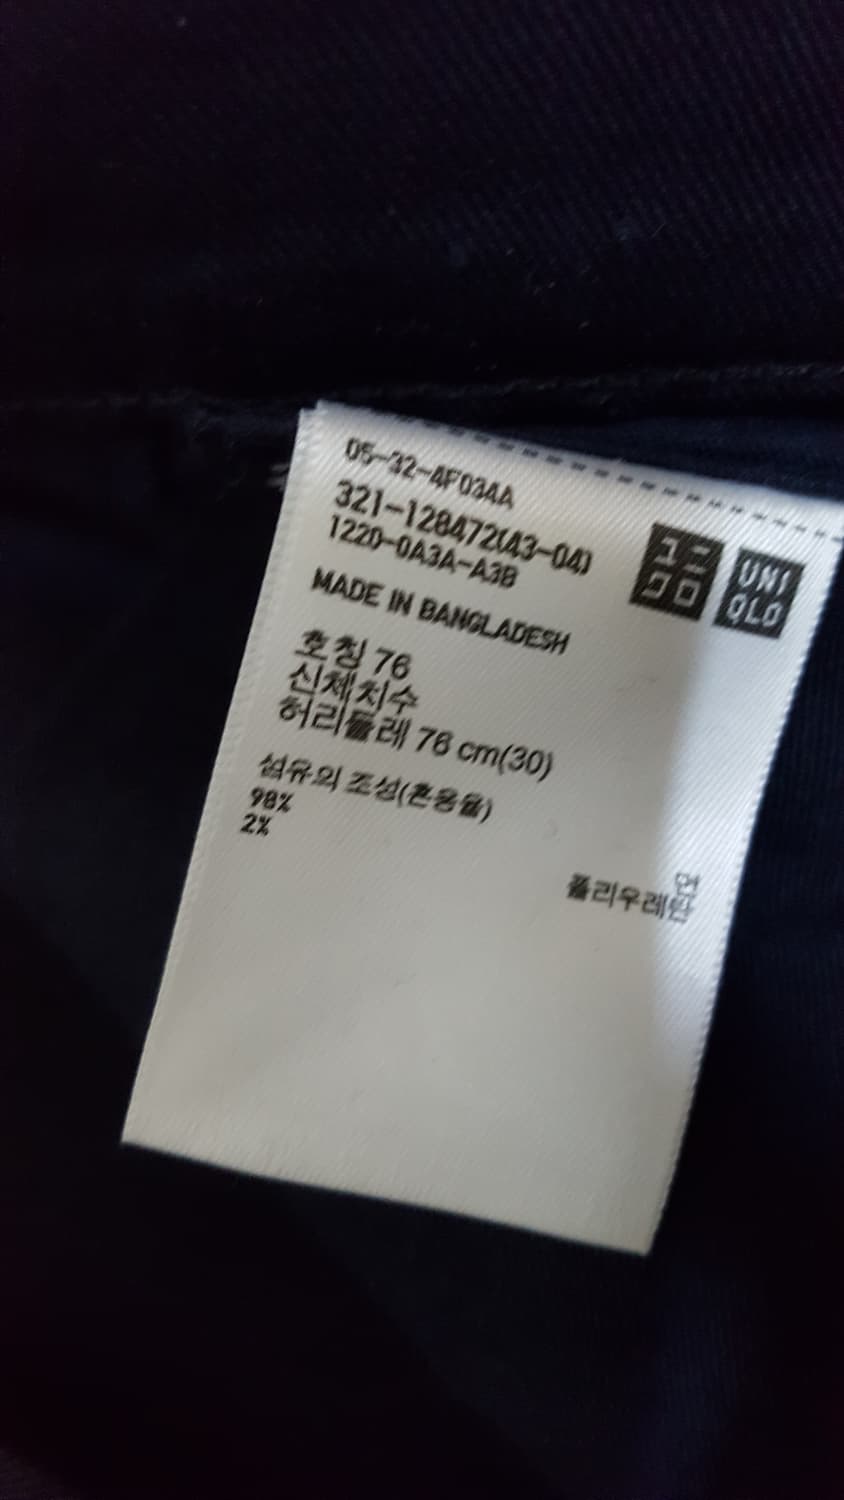 05-32-4F034A
321-128472(43-04)
1220-0A3A-A3B
ユニ
クロ
UNI
QLO
MADE IN BANGLADESH
호칭 76
신체치수
허리둘레 76 cm(30)
섬유의 조성(혼용율)
98% 면
2% 폴리우레탄